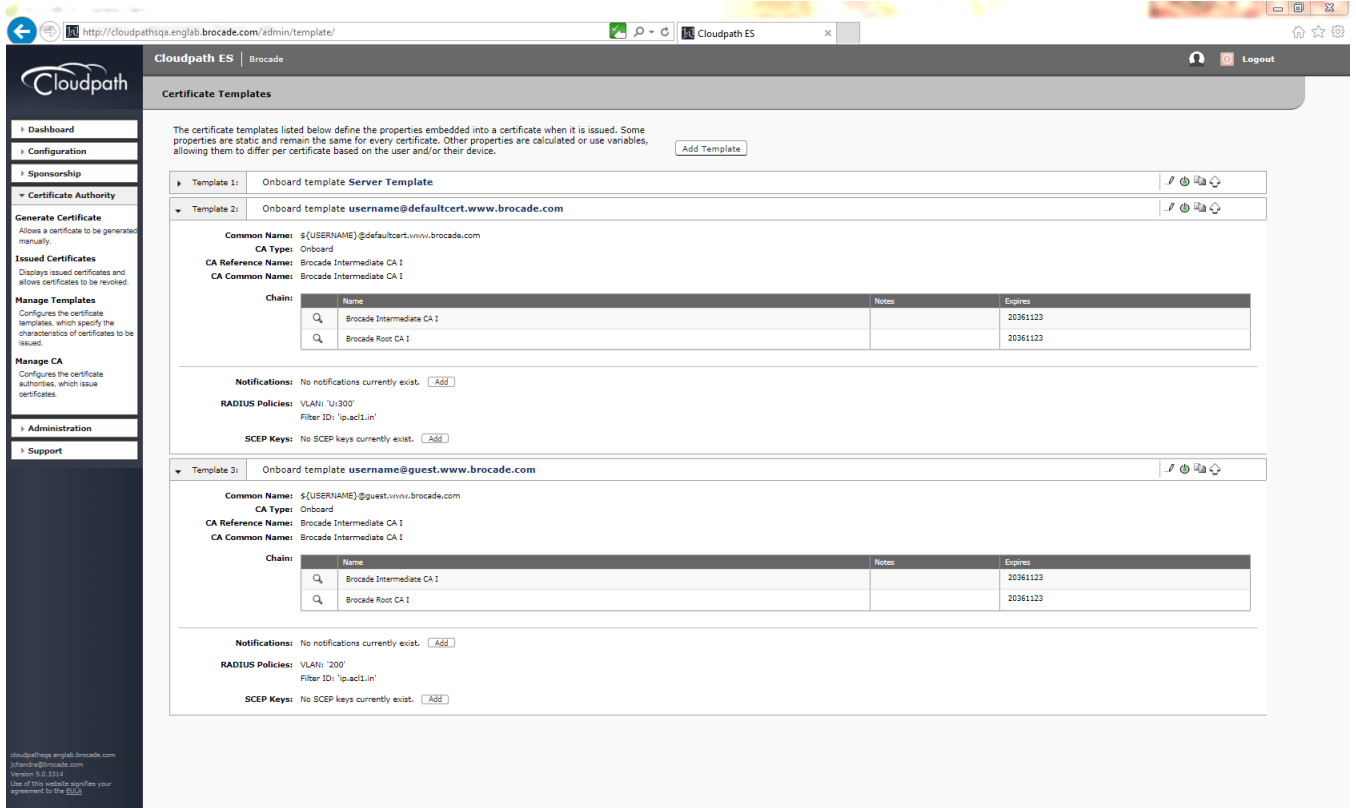 http://cloudpathsqa.englab.brocade.com/admin/template/
Cloudpath ES
Cloudpath
Cloudpath ES | Brocade
Logout
Certificate Templates
Dashboard
Configuration
Sponsorship
Certificate Authority
Generate Certificate
Allows a certificate to be generated
manually.
Issued Certificates
Displays issued certificates and
allows certificates to be revoked.
Manage Templates
Configures the certificate
templates, which specify the
characteristics of certificates to be
issued.
Manage CA
Configures the certificate
authorities, which issue
certificates.
Administration
Support
cloudpathsqa.englab.brocade.com
jchandra@brocade.com
Version 5.0.3314
Use of this website signifies your
agreement to the EULA
The certificate templates listed below define the properties embedded into a certificate when it is issued. Some
properties are static and remain the same for every certificate. Other properties are calculated or use variables,
allowing them to differ per certificate based on the user and/or their device.
Add Template
Template 1: Onboard template Server Template
Template 2: Onboard template username@defaultcert.www.brocade.com
Common Name: ${USERNAME}@defaultcert.www.brocade.com
CA Type: Onboard
CA Reference Name: Brocade Intermediate CA I
CA Common Name: Brocade Intermediate CA I
Chain:
Name Notes Expires
Brocade Intermediate CA I 20361123
Brocade Root CA I 20361123
Notifications: No notifications currently exist. Add
RADIUS Policies: VLAN: 'U:300'
Filter ID: 'ip.acl1.in'
SCEP Keys: No SCEP keys currently exist. Add
Template 3: Onboard template username@guest.www.brocade.com
Common Name: ${USERNAME}@guest.www.brocade.com
CA Type: Onboard
CA Reference Name: Brocade Intermediate CA I
CA Common Name: Brocade Intermediate CA I
Chain:
Name Notes Expires
Brocade Intermediate CA I 20361123
Brocade Root CA I 20361123
Notifications: No notifications currently exist. Add
RADIUS Policies: VLAN: '200'
Filter ID: 'ip.acl1.in'
SCEP Keys: No SCEP keys currently exist. Add